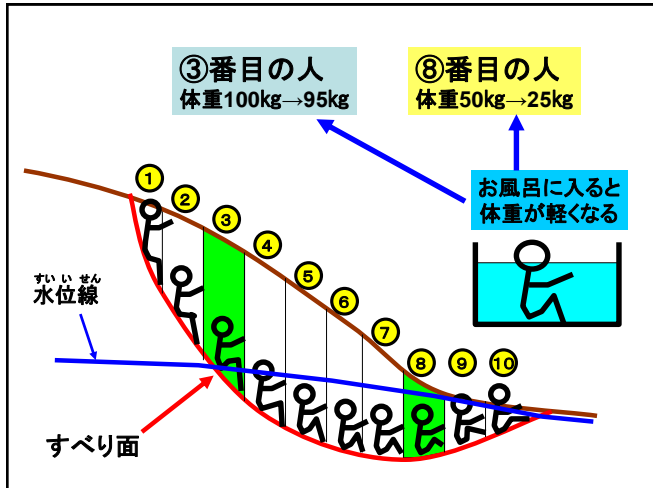 ③番目の人
体重100kg→95kg
⑧番目の人
体重50kg→25kg
お風呂に入ると
体重が軽くなる
①
②
③
④
⑤
⑥
⑦
⑧
⑨
⑩
すいいせん
水位線
すべり面